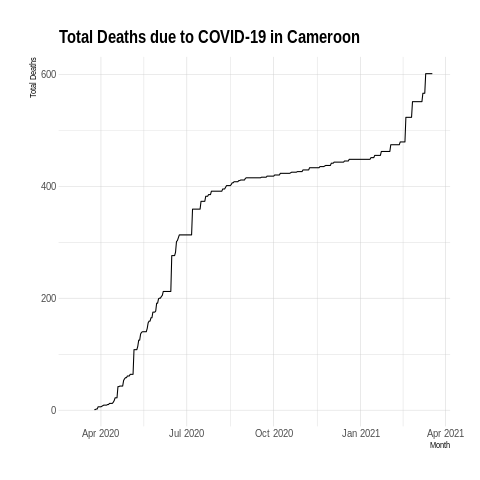 Total Deaths due to COVID-19 in Cameroon
Total Deaths
600
400
200
0
Apr 2020 Jul 2020 Oct 2020 Jan 2021 Apr 2021
Month